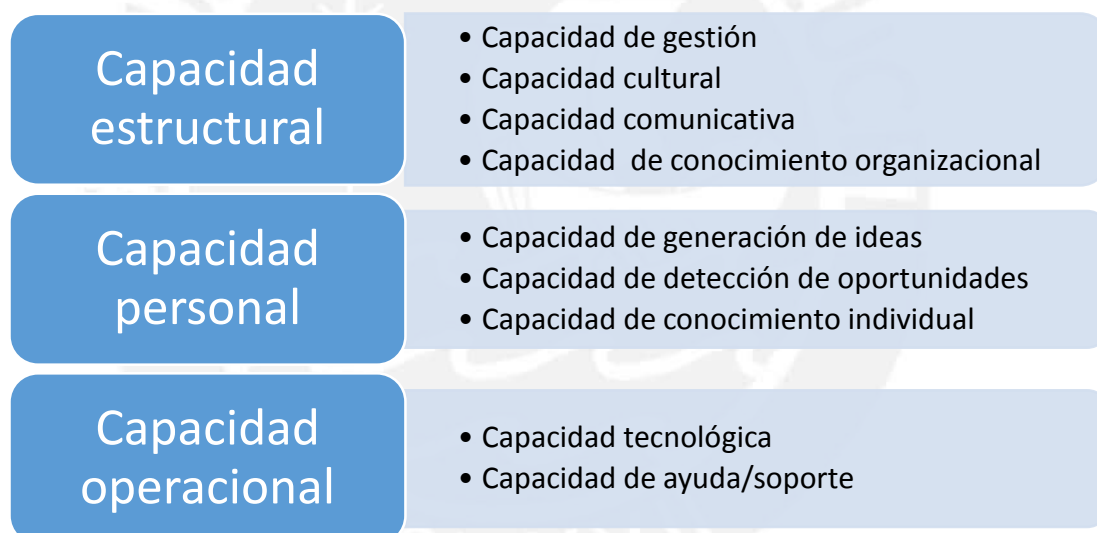 Capacidad
estructural
• Capacidad de gestión
• Capacidad cultural
• Capacidad comunicativa
• Capacidad de conocimiento organizacional
Capacidad
personal
• Capacidad de generación de ideas
• Capacidad de detección de oportunidades
• Capacidad de conocimiento individual
Capacidad
operacional
• Capacidad tecnológica
• Capacidad de ayuda/soporte